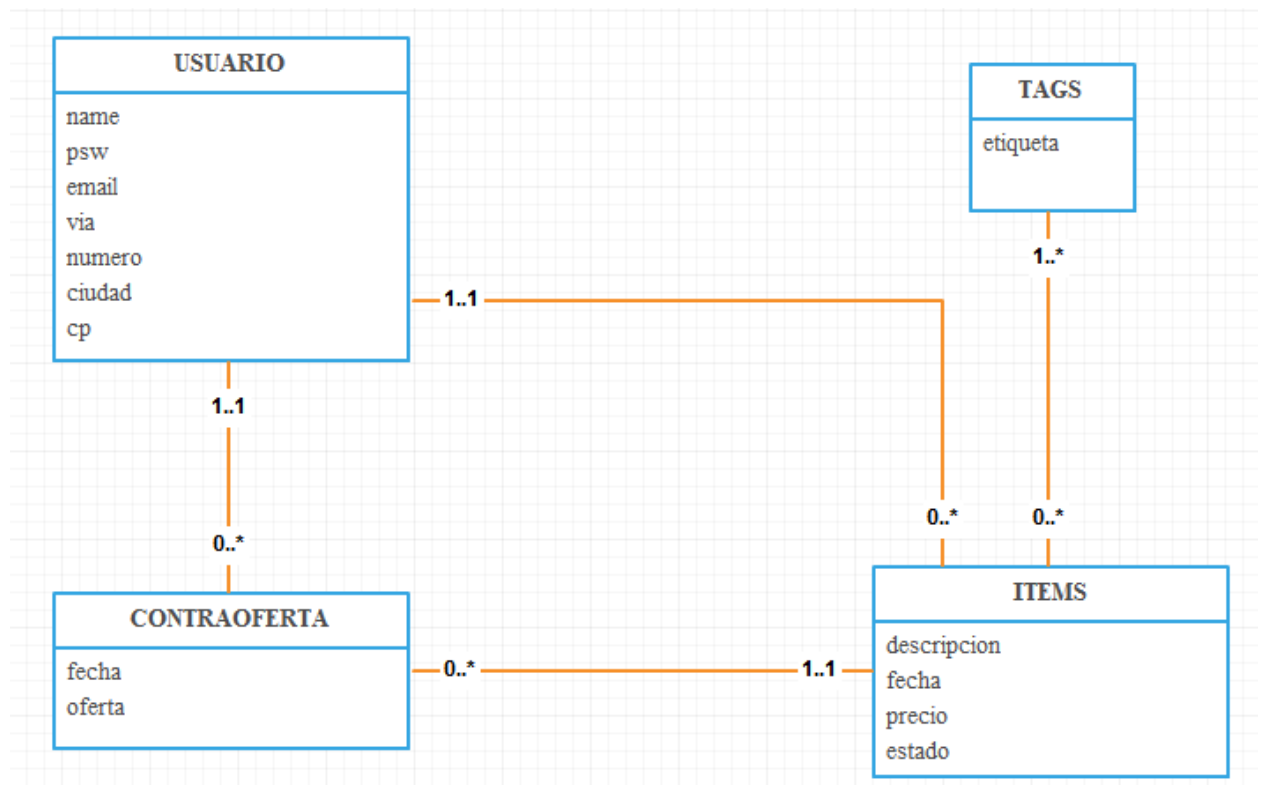 USUARIO
name
psw
email
via
numero
ciudad
cp
TAGS
etiqueta
1..*
1..1
1..1
0..*
0..*
0..*
CONTRAOFERTA
fecha
oferta
0..*
1..1
ITEMS
descripcion
fecha
precio
estado